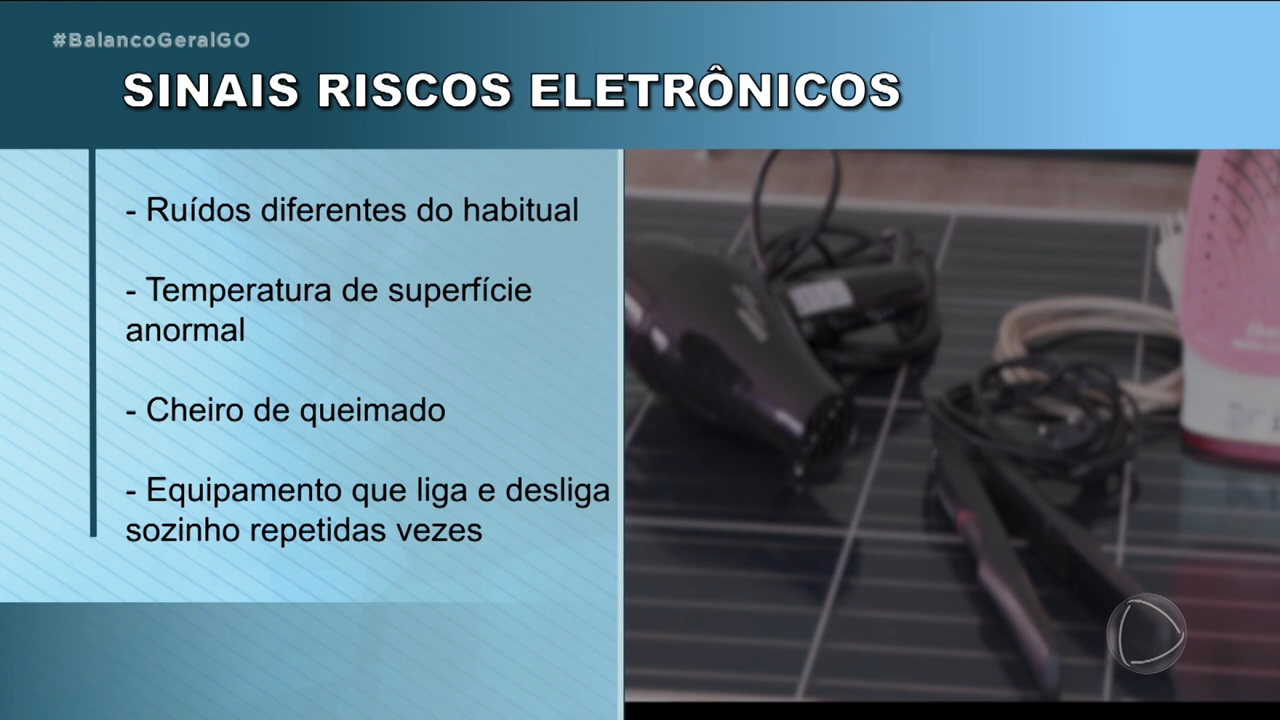 #BalancoGeralGO
SINAIS RISCOS ELETRÔNICOS
- Ruídos diferentes do habitual
- Temperatura de superfície
anormal
- Cheiro de queimado
- Equipamento que liga e desliga
sozinho repetidas vezes